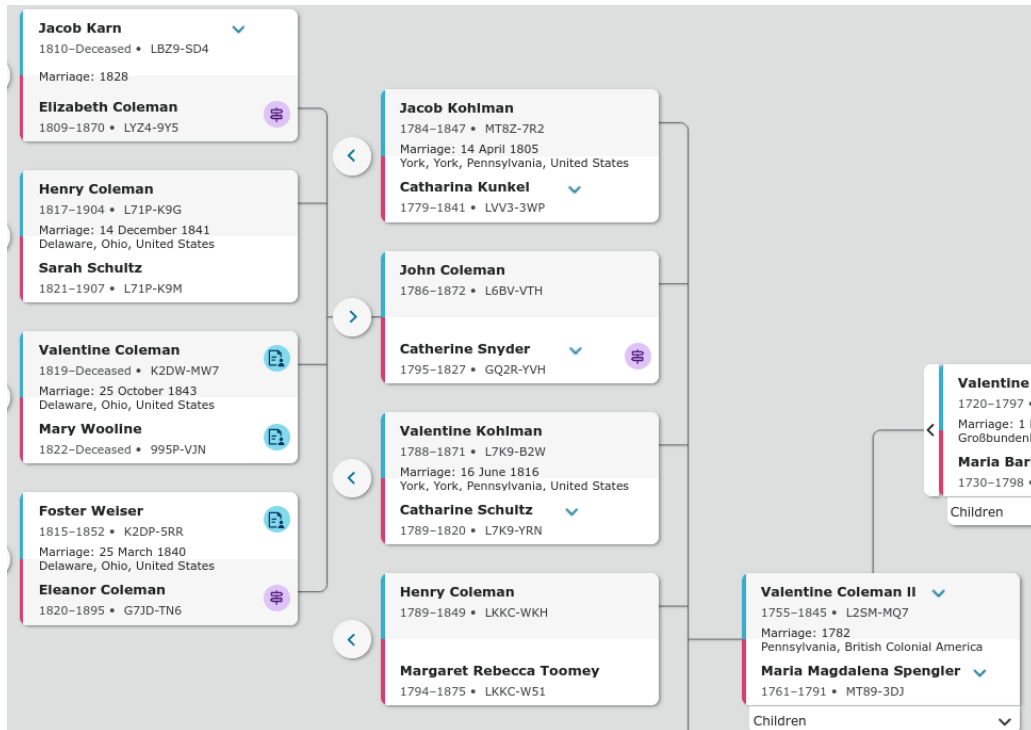 Jacob Karn
1810–Deceased • LBZ9-SD4
Marriage: 1828
Elizabeth Coleman
1809–1870 • LYZ4-9Y5
Henry Coleman
1817–1904 • L71P-K9G
Marriage: 14 December 1841
Delaware, Ohio, United States
Sarah Schultz
1821–1907 • L71P-K9M
Valentine Coleman
1819–Deceased • K2DW-MW7
Marriage: 25 October 1843
Delaware, Ohio, United States
Mary Wooline
1822–Deceased • 995P-VJN
Foster Weiser
1815–1852 • K2DP-5RR
Marriage: 25 March 1840
Delaware, Ohio, United States
Eleanor Coleman
1820–1895 • G7JD-TN6
Jacob Kohlman
1784–1847 • MT8Z-7R2
Marriage: 14 April 1805
York, York, Pennsylvania, United States
Catharina Kunkel
1779–1841 • LVV3-3WP
John Coleman
1786–1872 • L6BV-VTH
Catherine Snyder
1795–1827 • GQ2R-YVH
Valentine Kohlman
1788–1871 • L7K9-B2W
Marriage: 16 June 1816
York, York, Pennsylvania, United States
Catharine Schultz
1789–1820 • L7K9-YRN
Henry Coleman
1789–1849 • LKKC-WKH
Margaret Rebecca Toomey
1794–1875 • LKKC-W51
Valentine Coleman II
1755–1845 • L2SM-MQ7
Marriage: 1782
Pennsylvania, British Colonial America
Maria Magdalena Spengler
1761–1791 • MT89-3DJ
Children
Valentine
1720–1797 •
Marriage: 1
Großbunden
Maria Bar
1730–1798 •
Children